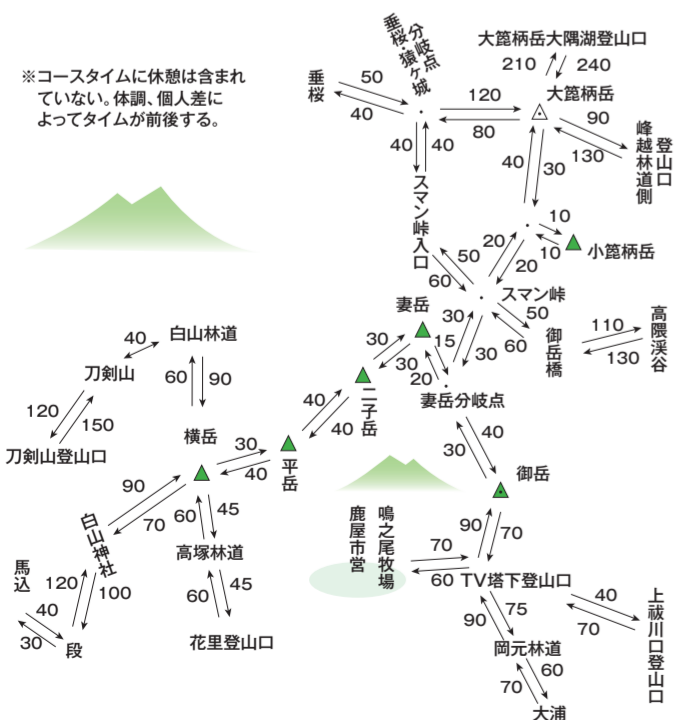 ※コースタイムに休憩は含まれ
ていない。体調、個人差に
よってタイムが前後する。
垂桜
50
40
分岐点
垂桜・猿ヶ城
大箆柄岳大隅湖登山口
210
240
大箆柄岳
120
80
90
130
登山口
峰越林道側
40
40
40
30
スマン峠入口
10
10
小箆柄岳
20
20
50
60
スマン峠
50
60
御岳橋
110
130
高隈渓谷
妻岳
30
15
30
30
30
20
妻岳分岐点
二子岳
40
40
平岳
30
40
横岳
白山林道
40
刀剣山
60
90
120
150
刀剣山登山口
90
70
白山神社
60
45
高塚林道
60
45
花里登山口
馬込
40
30
120
100
段
40
30
御岳
90
70
鳴之尾牧場
鹿屋市営
70
60
TV塔下登山口
40
70
上祓川口登山口
75
90
岡元林道
60
70
大浦